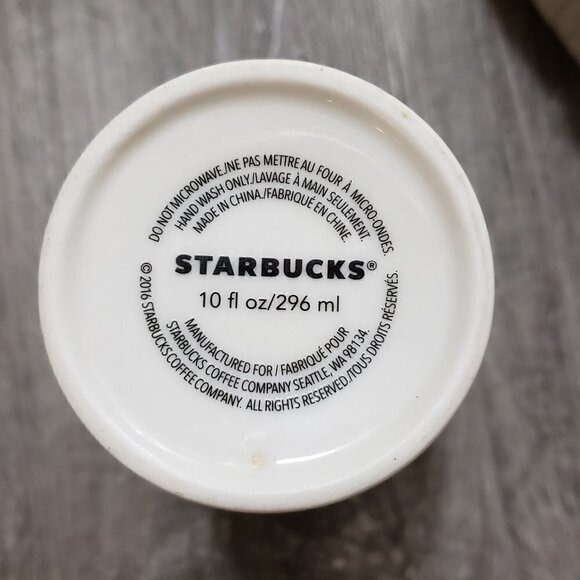 DO NOT MICROWAVE./NE PAS METTRE AU FOUR À MICRO-ONDES.
HAND WASH ONLY./LAVAGE À MAIN SEULEMENT
MADE IN CHINA./FABRIQUÉ EN CHINE.
STARBUCKS®
10 fl oz/296 ml
MANUFACTURED FOR / FABRIQUÉ POUR
STARBUCKS COFFEE COMPANY SEATTLE, WA 98134.
© 2016 STARBUCKS COFFEE COMPANY. ALL RIGHTS RESERVED./TOUS DROITS RÉSERVÉS.